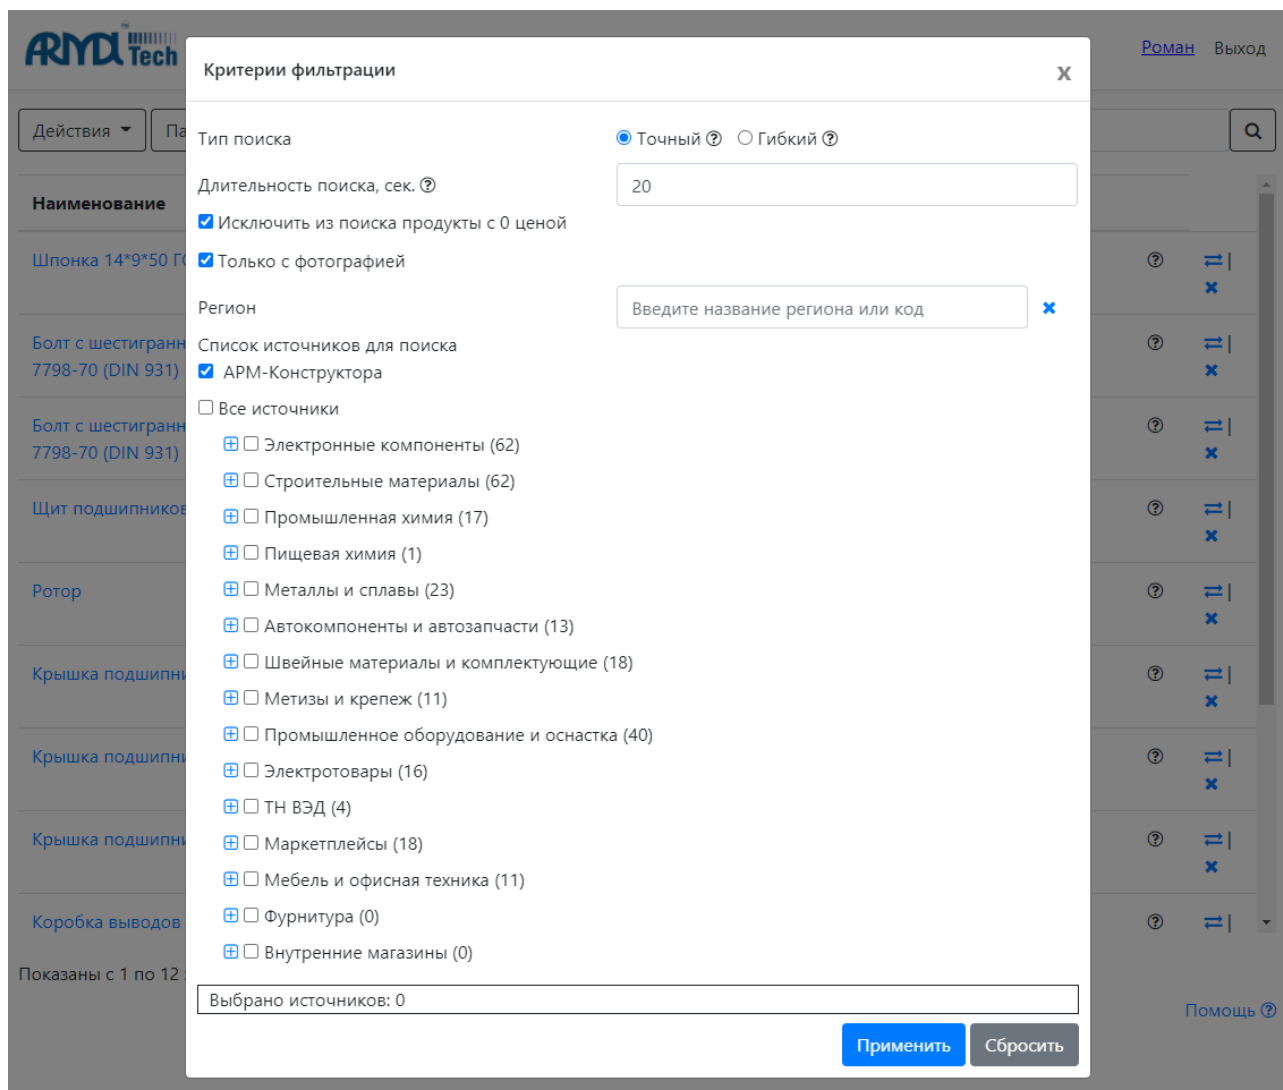 ARMA Tech
Роман Выход
Критерии фильтрации x
Действия Па
Тип поиска Точный Гибкий
Длительность поиска, сек. 20
Наименование
Исключить из поиска продукты с 0 ценой
Шпонка 14*9*50 ГО
Только с фотографией
Регион Введите название региона или код
Болт с шестигранн
7798-70 (DIN 931)
Список источников для поиска
АРМ-Конструктора
Все источники
Болт с шестигранн
7798-70 (DIN 931)
Электронные компоненты (62)
Строительные материалы (62)
Щит подшипников
Промышленная химия (17)
Пищевая химия (1)
Ротор
Металлы и сплавы (23)
Автокомпоненты и автозапчасти (13)
Швейные материалы и комплектующие (18)
Крышка подшипни
Метизы и крепеж (11)
Промышленное оборудование и оснастка (40)
Крышка подшипни
Электротовары (16)
ТН ВЭД (4)
Крышка подшипни
Маркетплейсы (18)
Мебель и офисная техника (11)
Коробка выводов
Фурнитура (0)
Внутренние магазины (0)
Показаны с 1 по 12
Выбрано источников: 0
Помощь
Применить Сбросить